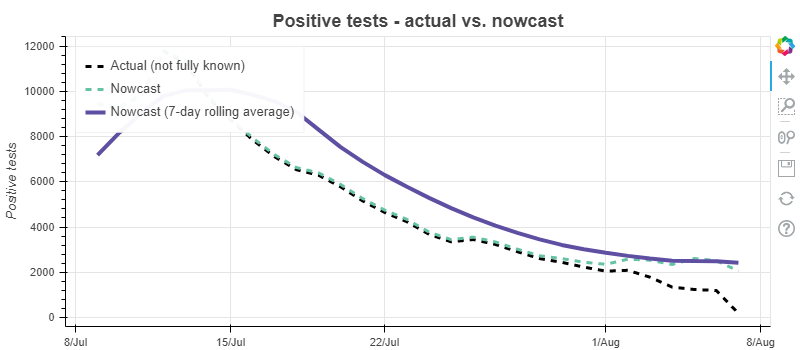 Positive tests - actual vs. nowcast
12000
10000
8000
6000
4000
2000
0
Positive tests
Actual (not fully known)
Nowcast
Nowcast (7-day rolling average)
8/Jul
15/Jul
22/Jul
1/Aug
8/Aug